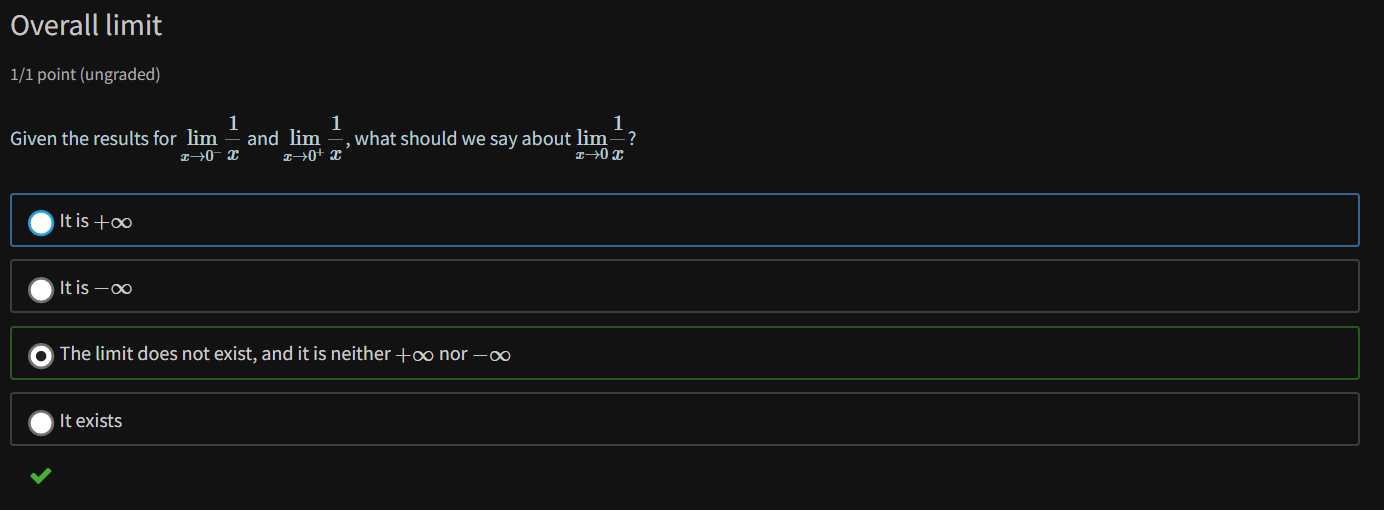 Overall limit
1/1 point (ungraded)
Given the results for lim_{x→0⁻} 1/x and lim_{x→0⁺} 1/x, what should we say about lim_{x→0} 1/x?
It is +∞
It is −∞
The limit does not exist, and it is neither +∞ nor −∞
It exists